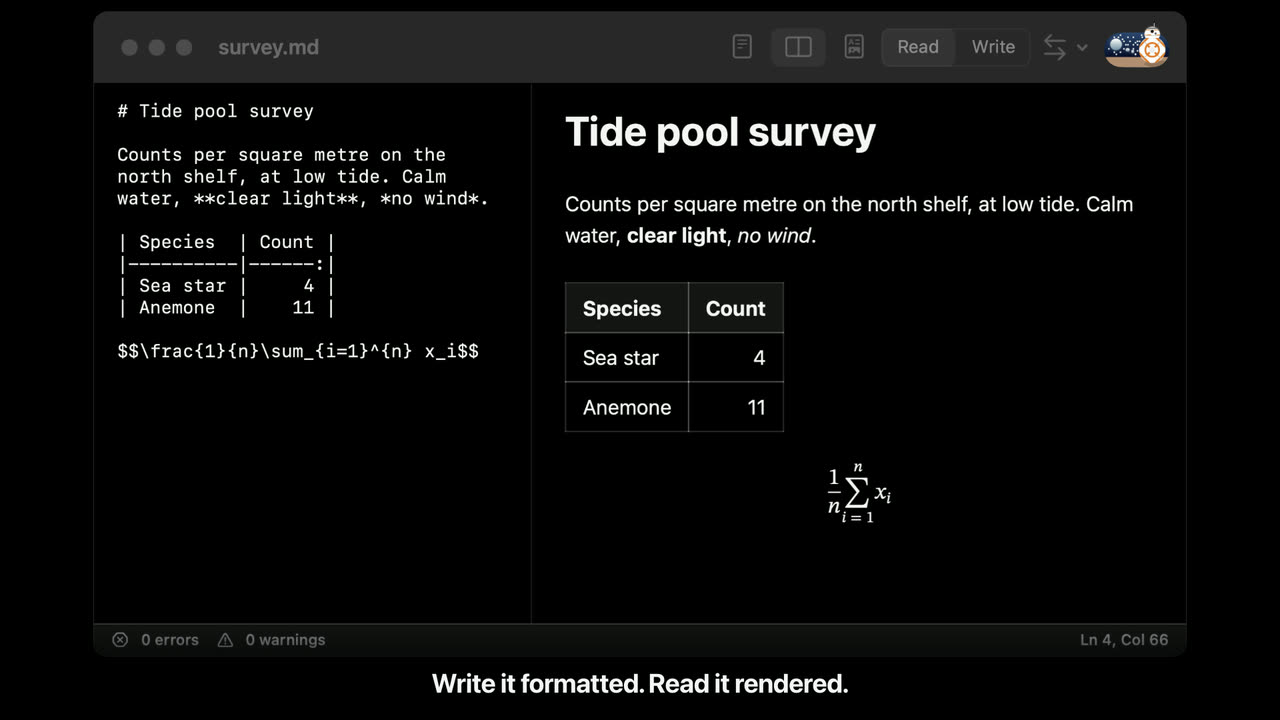 survey.md
Read Write
# Tide pool survey
Counts per square metre on the
north shelf, at low tide. Calm
water, **clear light**, *no wind*.
| Species  | Count |
|----------|------:|
| Sea star |     4 |
| Anemone  |    11 |
$$\frac{1}{n}\sum_{i=1}^{n} x_i$$
Tide pool survey
Counts per square metre on the north shelf, at low tide. Calm
water, clear light, no wind.
Species Count
Sea star 4
Anemone 11
\frac{1}{n}\sum_{i=1}^{n} x_i
0 errors 0 warnings
Ln 4, Col 66
Write it formatted. Read it rendered.